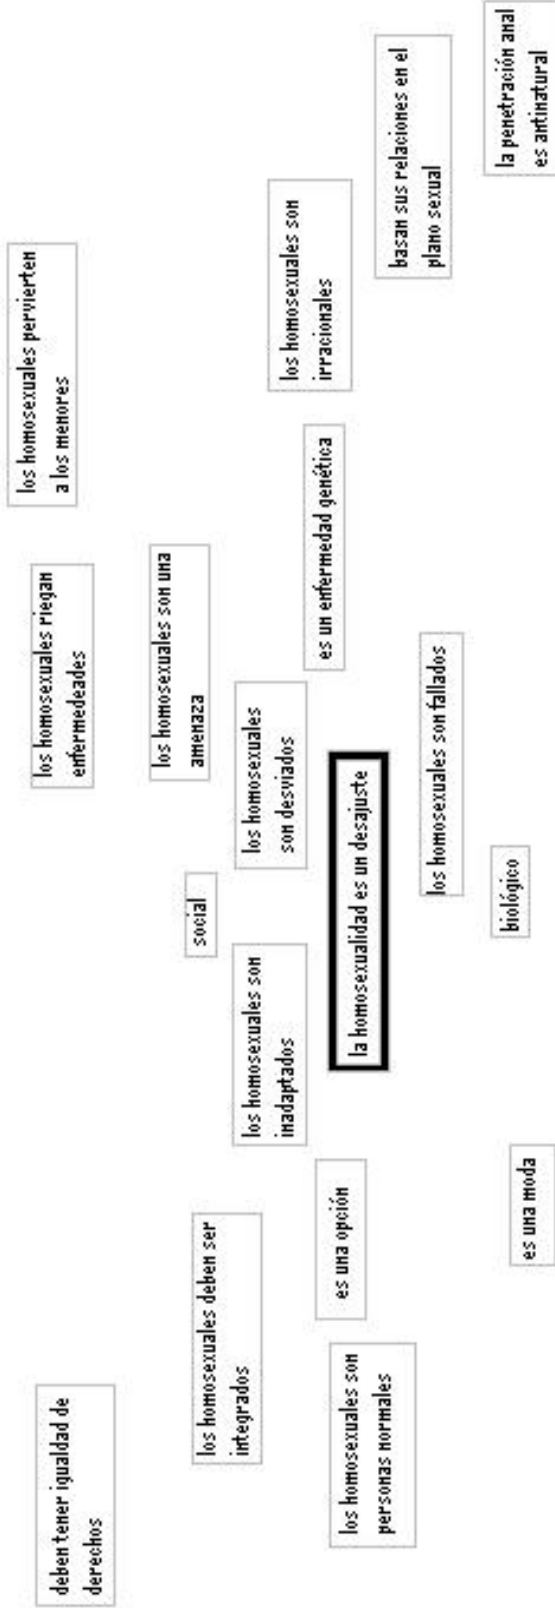 los homosexuales pervierten
a los menores
los homosexuales riegan
enfermedeades
deben tener igualdad de
derechos
los homosexuales son una
amenaza
social
los homosexuales deben ser
integrados
los homosexuales son
inadaptados
los homosexuales
son desviados
los homosexuales son
irracionales
es un enfermedad genética
es una opción
los homosexuales son
personas normales
la homosexualidad es un desajuste
basan sus relaciones en el
plano sexual
los homosexuales son fallados
la penetración anal
es antinatural
biológico
es una moda